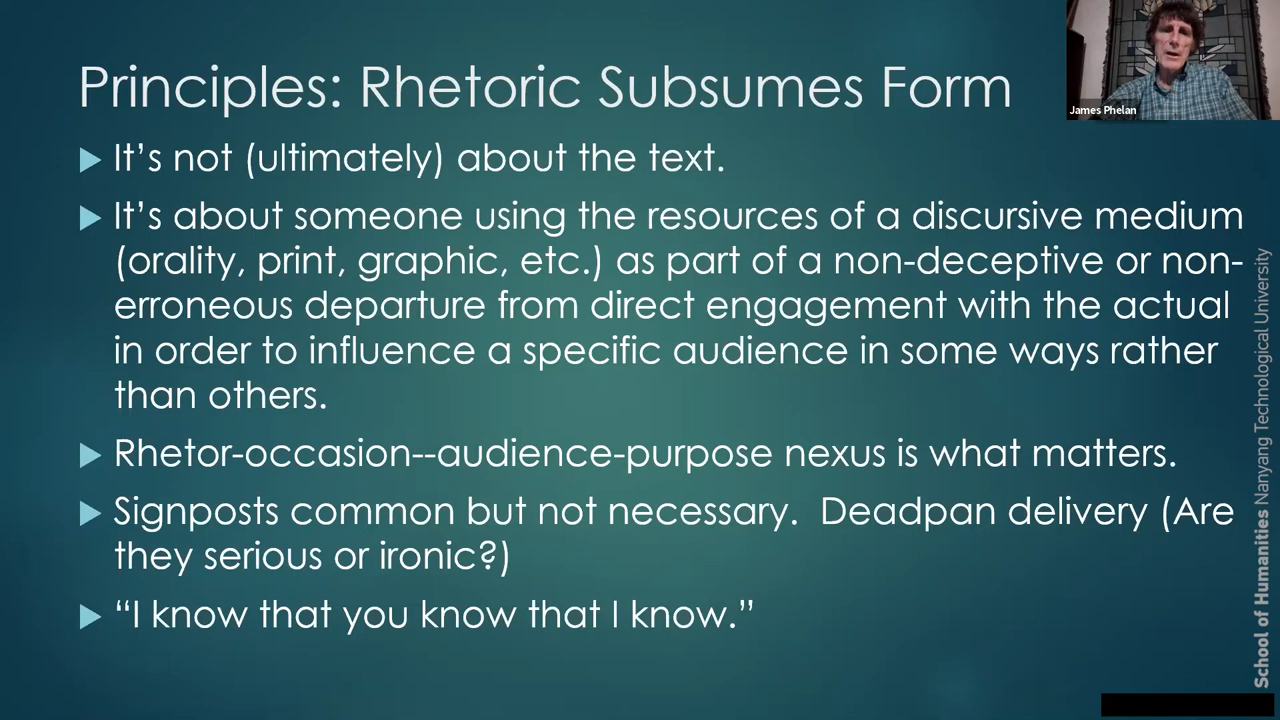 Principles: Rhetoric Subsumes Form
James Phelan
It’s not (ultimately) about the text.
It’s about someone using the resources of a discursive medium
(orality, print, graphic, etc.) as part of a non-deceptive or non-
erroneous departure from direct engagement with the actual
in order to influence a specific audience in some ways rather
than others.
Rhetor-occasion--audience-purpose nexus is what matters.
Signposts common but not necessary.  Deadpan delivery (Are
they serious or ironic?)
“I know that you know that I know.”
School of Humanities Nanyang Technological University